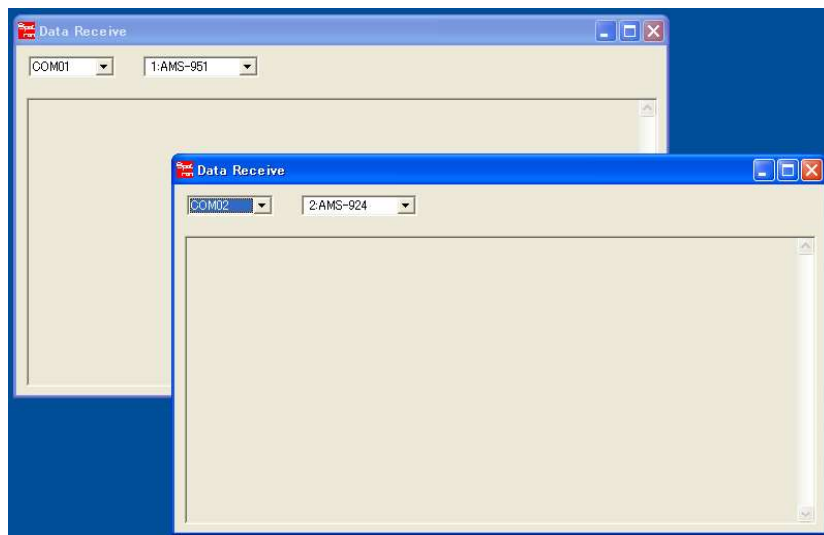 Data Receive
COM01
1:AMS-951
Data Receive
COM02
2:AMS-924